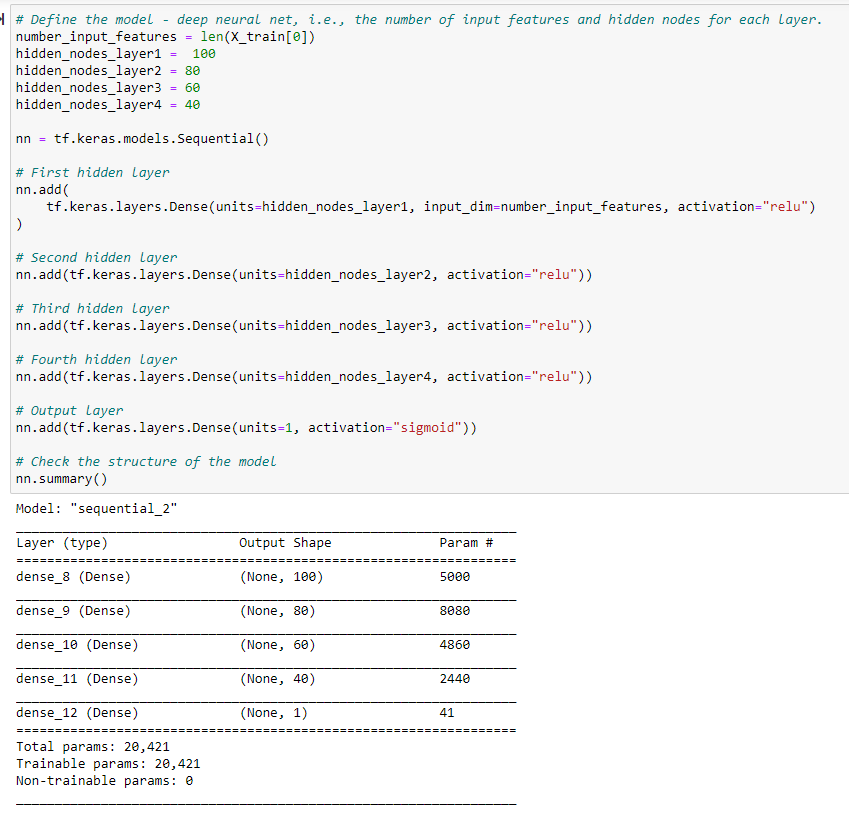 # Define the model - deep neural net, i.e., the number of input features and hidden nodes for each layer.
number_input_features = len(X_train[0])
hidden_nodes_layer1 =  100
hidden_nodes_layer2 = 80
hidden_nodes_layer3 = 60
hidden_nodes_layer4 = 40

nn = tf.keras.models.Sequential()

# First hidden layer
nn.add(
    tf.keras.layers.Dense(units=hidden_nodes_layer1, input_dim=number_input_features, activation="relu")
)

# Second hidden layer
nn.add(tf.keras.layers.Dense(units=hidden_nodes_layer2, activation="relu"))

# Third hidden layer
nn.add(tf.keras.layers.Dense(units=hidden_nodes_layer3, activation="relu"))

# Fourth hidden layer
nn.add(tf.keras.layers.Dense(units=hidden_nodes_layer4, activation="relu"))

# Output layer
nn.add(tf.keras.layers.Dense(units=1, activation="sigmoid"))

# Check the structure of the model
nn.summary()
Model: "sequential_2"
_________________________________________________________________
Layer (type)                 Output Shape              Param #
=================================================================
dense_8 (Dense)              (None, 100)               5000
_________________________________________________________________
dense_9 (Dense)              (None, 80)                8080
_________________________________________________________________
dense_10 (Dense)             (None, 60)                4860
_________________________________________________________________
dense_11 (Dense)             (None, 40)                2440
_________________________________________________________________
dense_12 (Dense)             (None, 1)                 41
=================================================================
Total params: 20,421
Trainable params: 20,421
Non-trainable params: 0
_________________________________________________________________